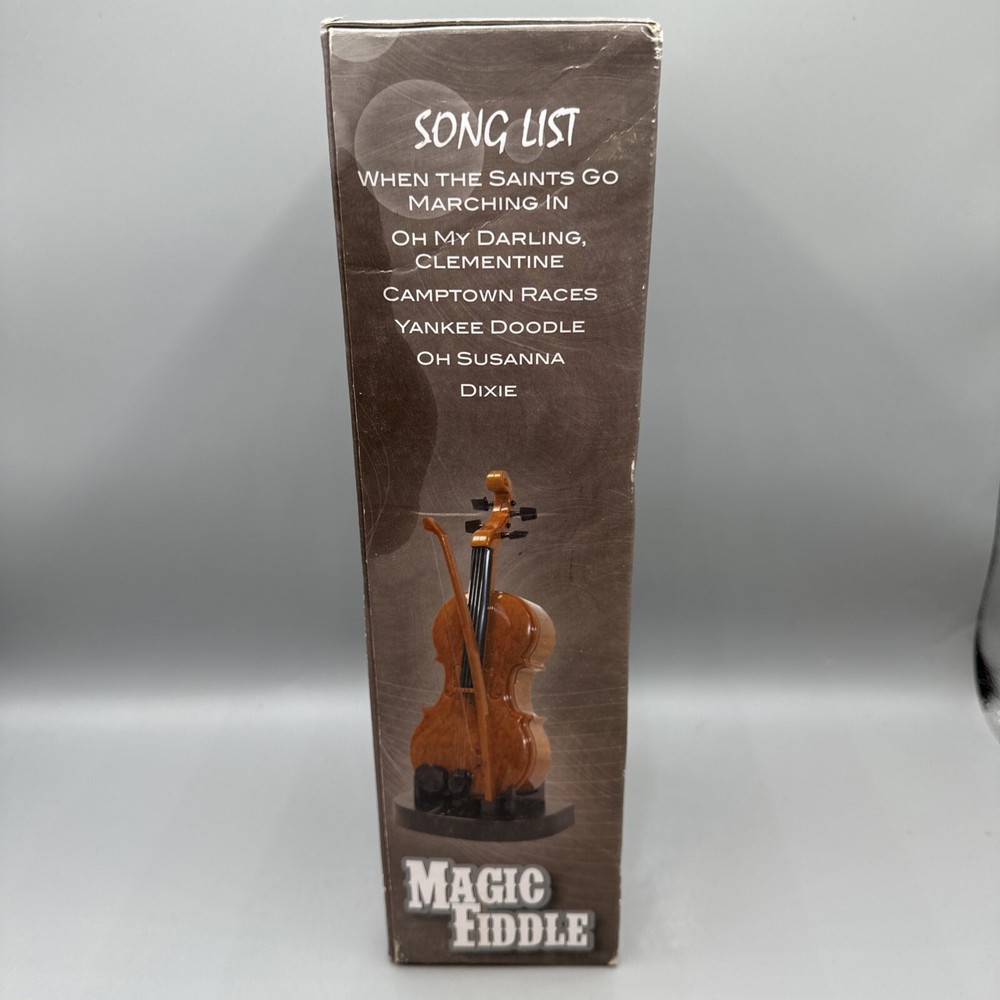 SONG LIST
WHEN THE SAINTS GO
MARCHING IN
OH MY DARLING,
CLEMENTINE
CAMPTOWN RACES
YANKEE DOODLE
OH SUSANNA
DIXIE
MAGIC
FIDDLE